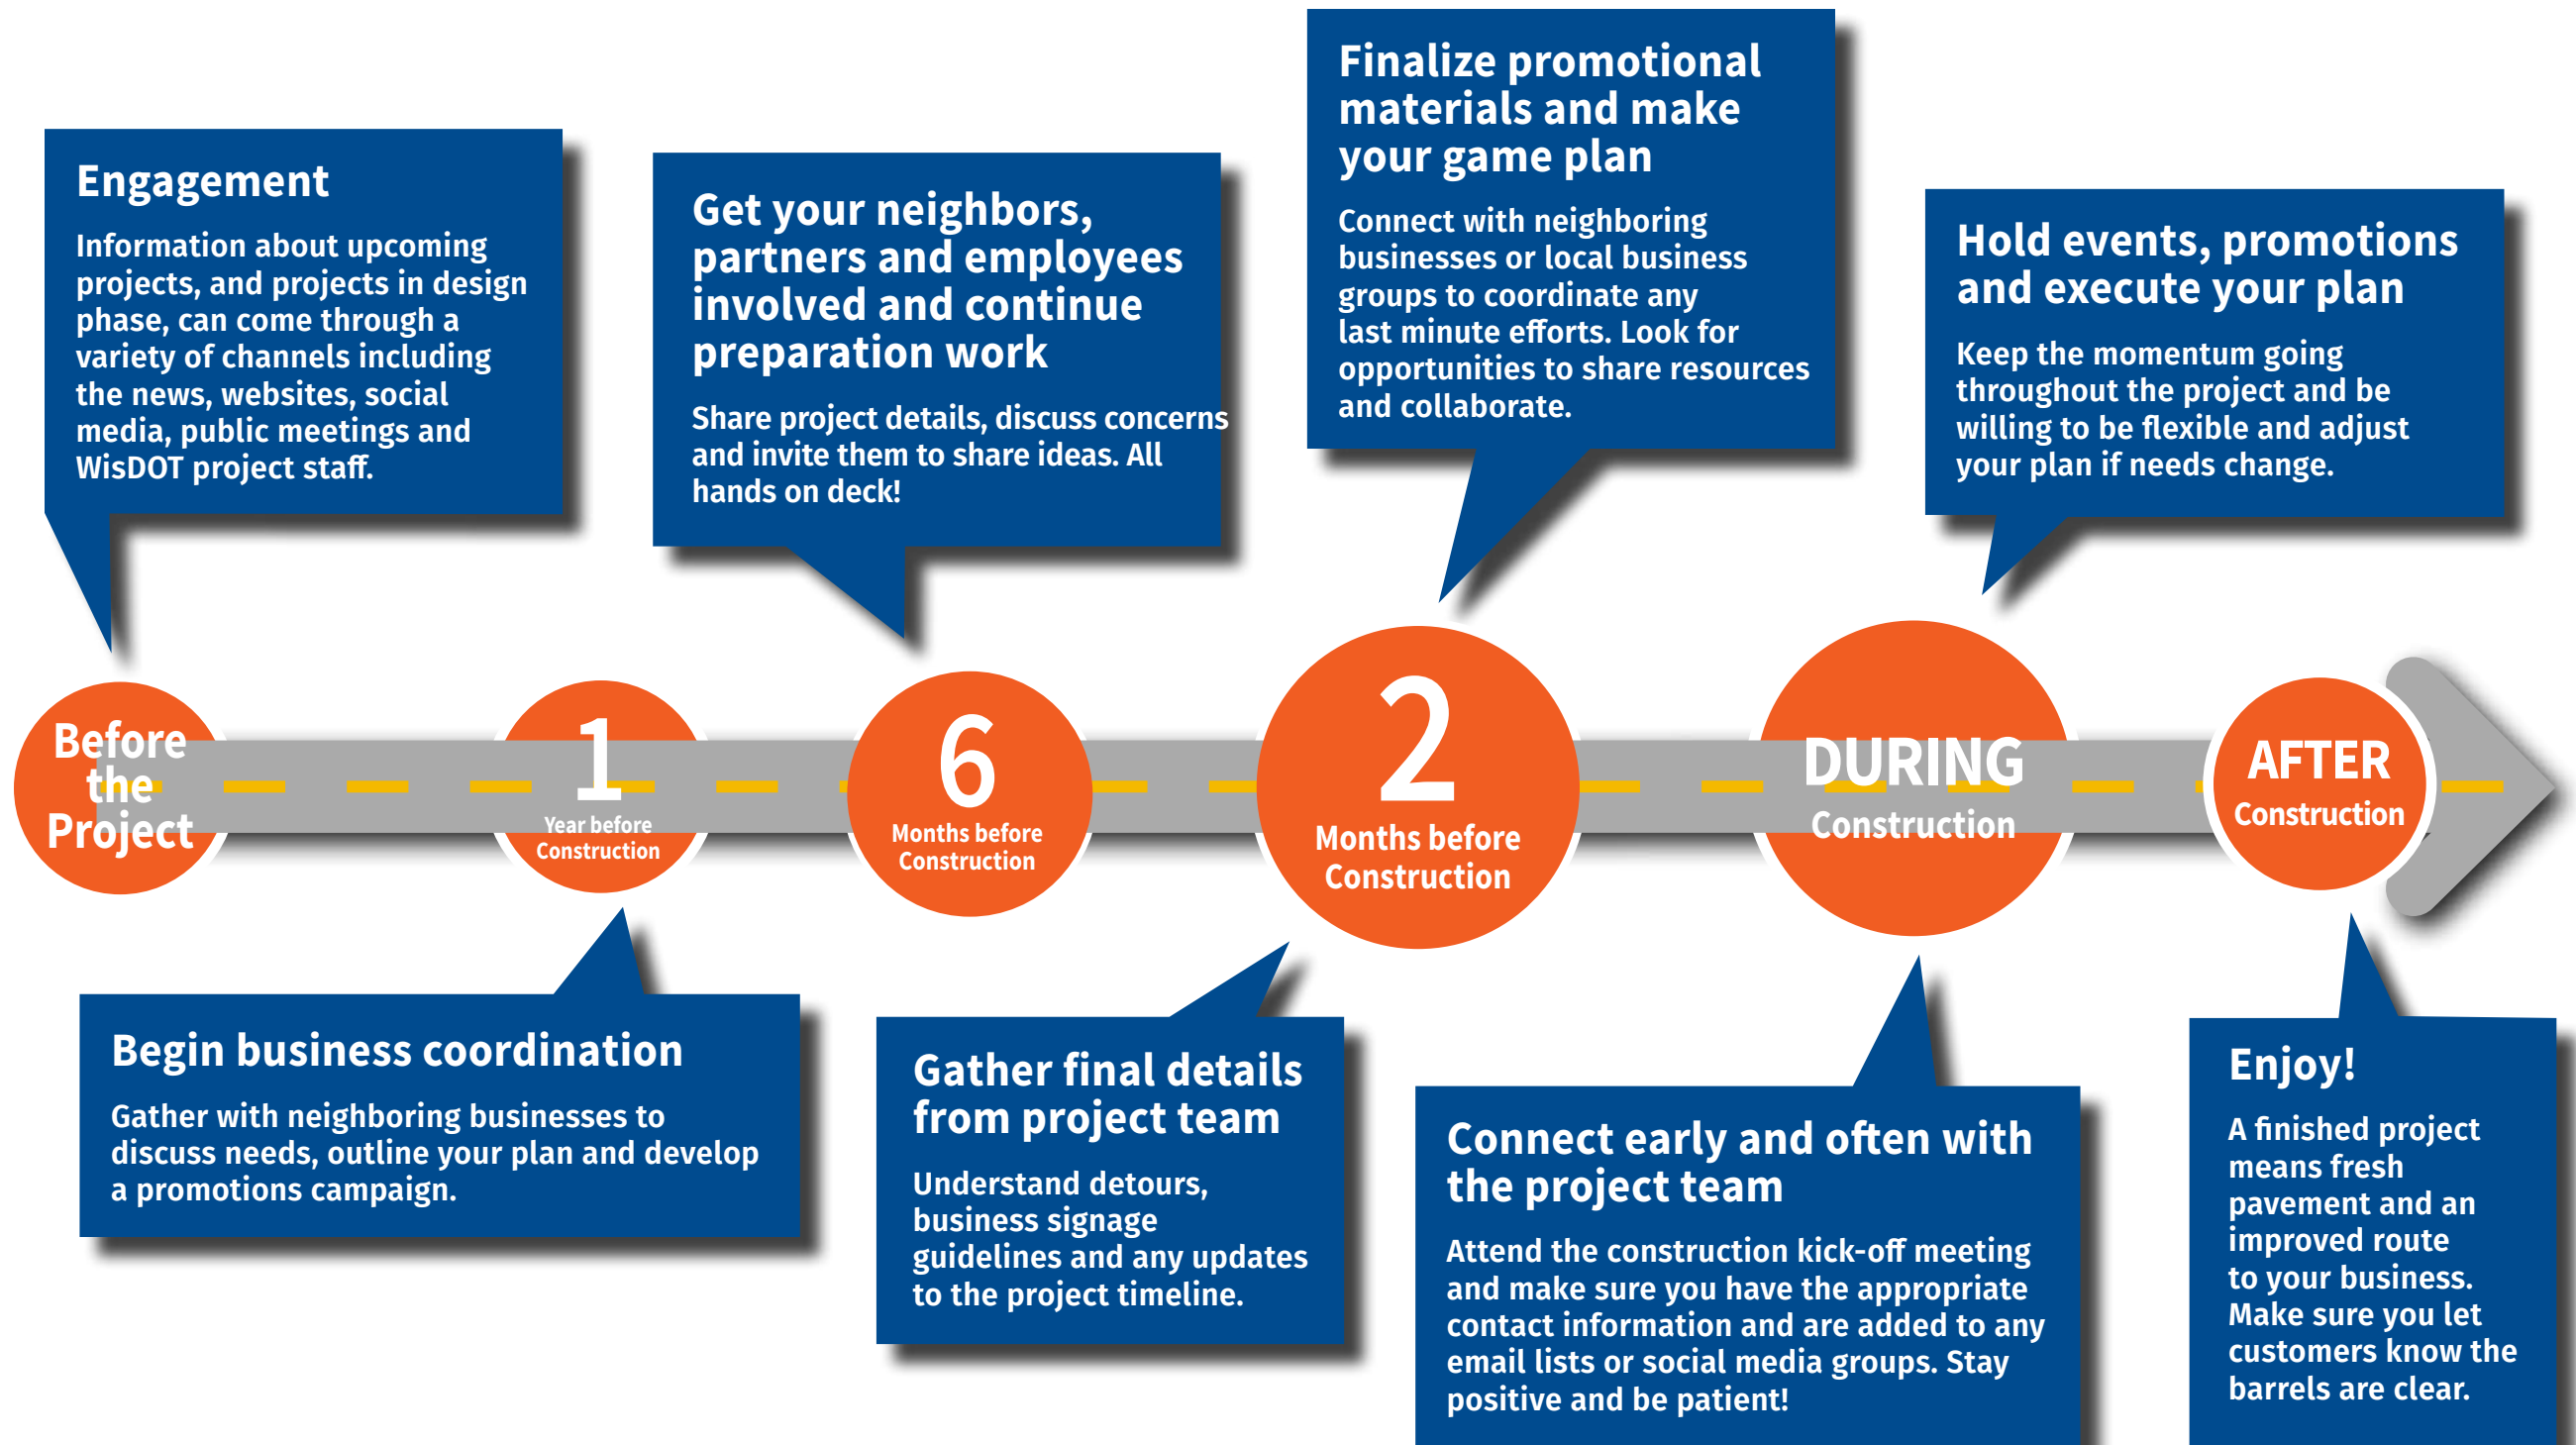 Engagement
Information about upcoming
projects, and projects in design
phase, can come through a
variety of channels including
the news, websites, social
media, public meetings and
WisDOT project staff.
Get your neighbors,
partners and employees
involved and continue
preparation work
Share project details, discuss concerns
and invite them to share ideas. All
hands on deck!
Finalize promotional
materials and make
your game plan
Connect with neighboring
businesses or local business
groups to coordinate any
last minute efforts. Look for
opportunities to share resources
and collaborate.
Hold events, promotions
and execute your plan
Keep the momentum going
throughout the project and be
willing to be flexible and adjust
your plan if needs change.
Before
the
Project
1
Year before
Construction
6
Months before
Construction
2
Months before
Construction
DURING
Construction
AFTER
Construction
Begin business coordination
Gather with neighboring businesses to
discuss needs, outline your plan and develop
a promotions campaign.
Gather final details
from project team
Understand detours,
business signage
guidelines and any updates
to the project timeline.
Connect early and often with
the project team
Attend the construction kick-off meeting
and make sure you have the appropriate
contact information and are added to any
email lists or social media groups. Stay
positive and be patient!
Enjoy!
A finished project
means fresh
pavement and an
improved route
to your business.
Make sure you let
customers know the
barrels are clear.